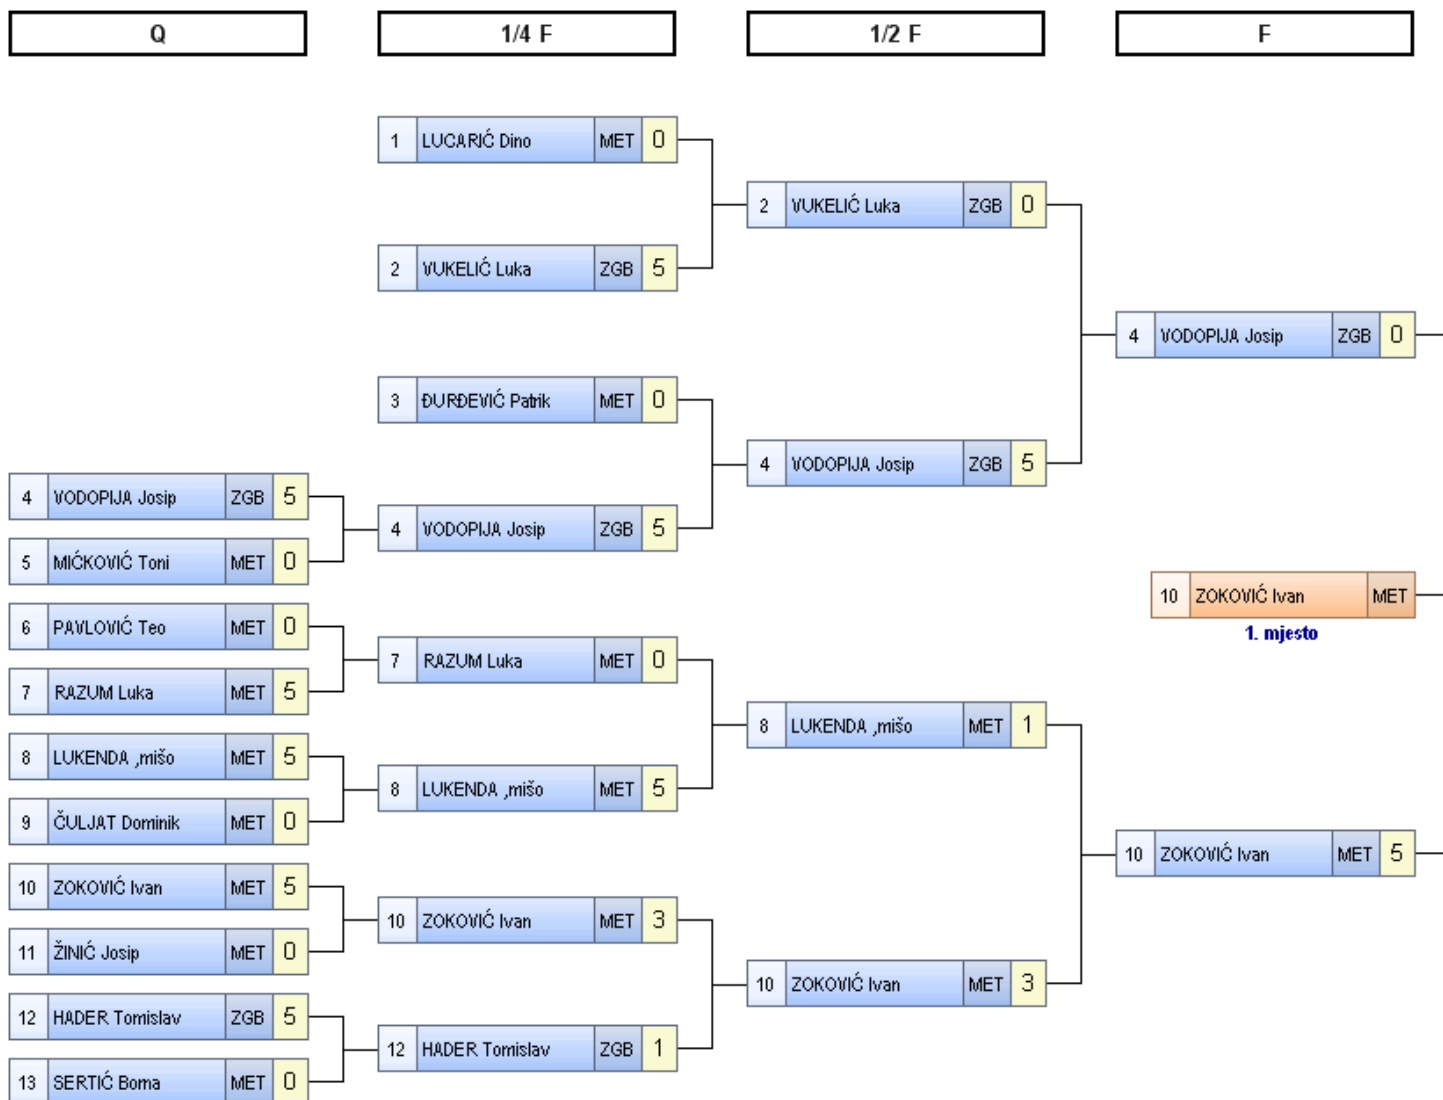 Q 1/4 F 1/2 F F
1 LUCARIĆ Dino MET 0
2 VUKELIĆ Luka ZGB 0
2 VUKELIĆ Luka ZGB 5
4 VODOPIJA Josip ZGB 0
3 ĐURĐEVIĆ Patrik MET 0
4 VODOPIJA Josip ZGB 5
4 VODOPIJA Josip ZGB 5
4 VODOPIJA Josip ZGB 5
5 MIĆKOVIĆ Toni MET 0
10 ZOKOVIĆ Ivan MET
1. mjesto
6 PAVLOVIĆ Teo MET 0
7 RAZUM Luka MET 0
7 RAZUM Luka MET 5
8 LUKENDA ,mišo MET 1
8 LUKENDA ,mišo MET 5
8 LUKENDA ,mišo MET 5
9 ČULJAT Dominik MET 0
10 ZOKOVIĆ Ivan MET 5
10 ZOKOVIĆ Ivan MET 5
10 ZOKOVIĆ Ivan MET 3
11 ŽINIĆ Josip MET 0
10 ZOKOVIĆ Ivan MET 3
12 HADER Tomislav ZGB 5
12 HADER Tomislav ZGB 1
13 SERTIĆ Borna MET 0